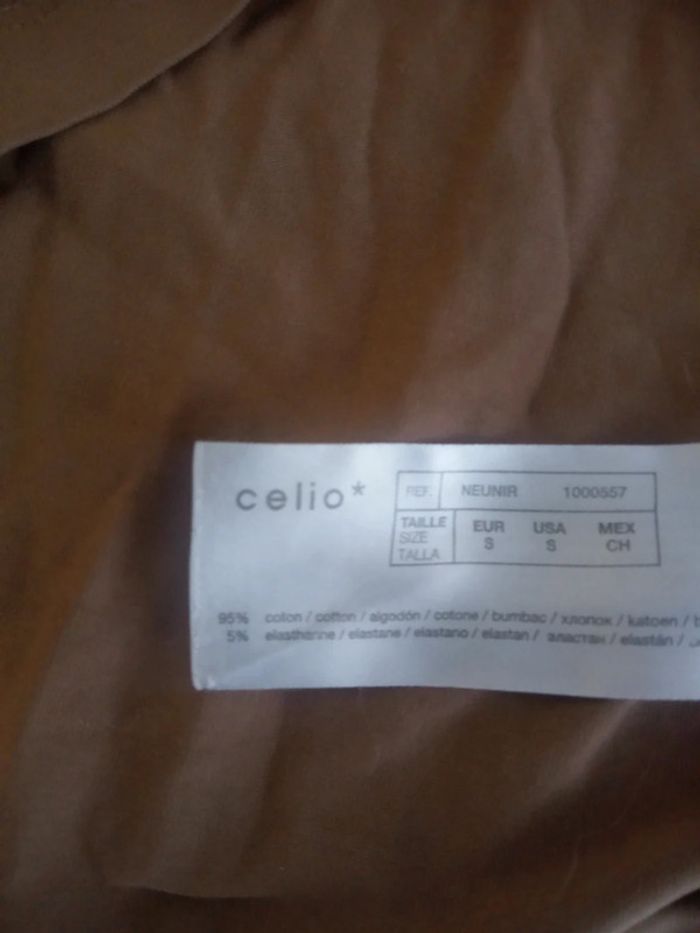 celio*
REF. NEUNIR 1000557
TAILLE EUR USA MEX
SIZE S S CH
TALLA
95% coton / cotton / algodón / cotone / bumbac / хлопок / katoen /
5% elasthanne / elastane / elastano / elastan / эластан / elastán /